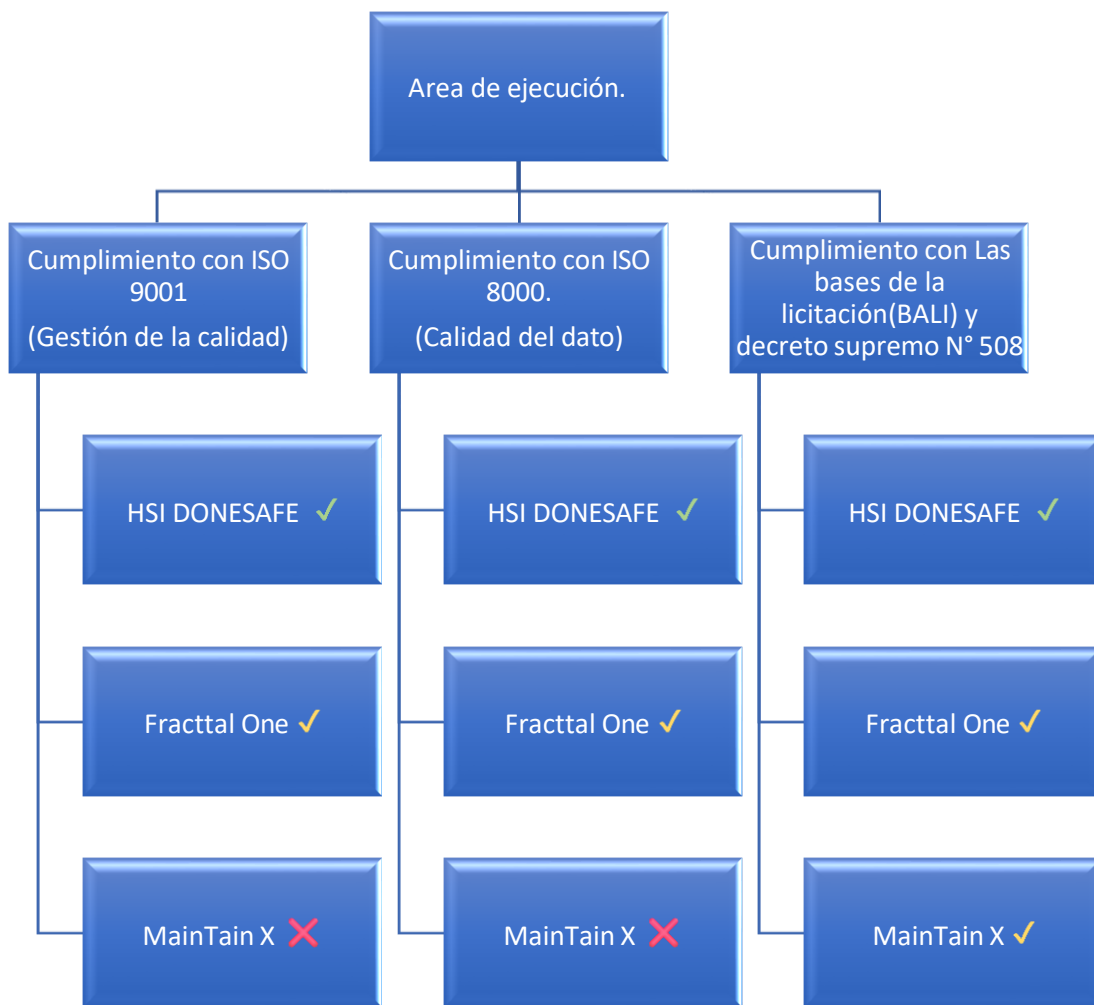 Area de ejecución.
Cumplimiento con ISO
9001
(Gestión de la calidad)
Cumplimiento con ISO
8000.
(Calidad del dato)
Cumplimiento con Las
bases de la
licitación(BALI) y
decreto supremo N° 508
HSI DONESAFE ✓
HSI DONESAFE ✓
HSI DONESAFE ✓
Fracttal One ✓
Fracttal One ✓
Fracttal One ✓
MainTain X ❌
MainTain X ❌
MainTain X ✓